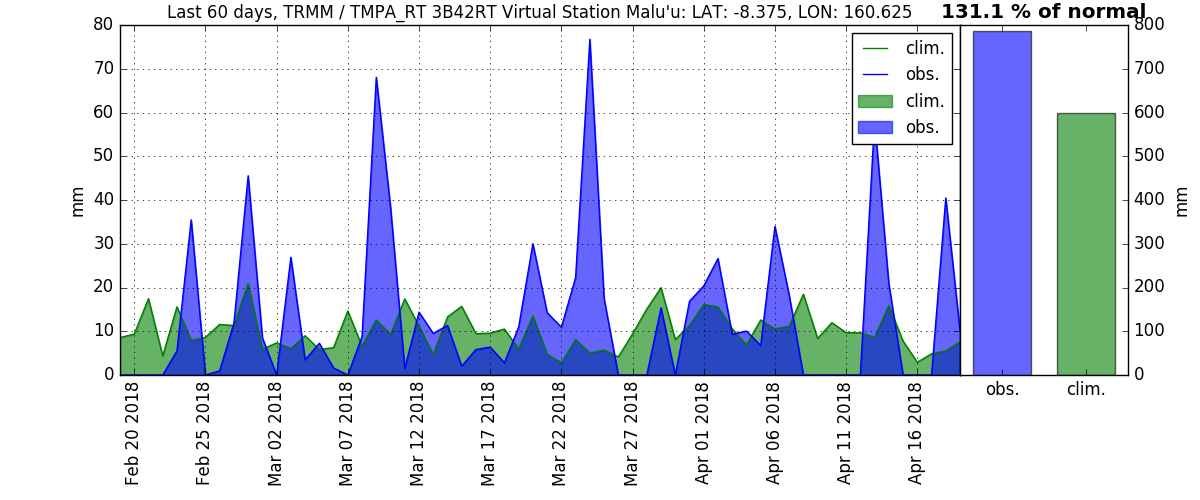 Last 60 days, TRMM / TMPA_RT 3B42RT Virtual Station Malu'u: LAT: -8.375, LON: 160.625
131.1 % of normal
80
70
60
50
40
30
20
10
0
mm
clim.
obs.
clim.
obs.
800
700
600
500
400
300
200
100
0
mm
Feb 20 2018
Feb 25 2018
Mar 02 2018
Mar 07 2018
Mar 12 2018
Mar 17 2018
Mar 22 2018
Mar 27 2018
Apr 01 2018
Apr 06 2018
Apr 11 2018
Apr 16 2018
obs.
clim.